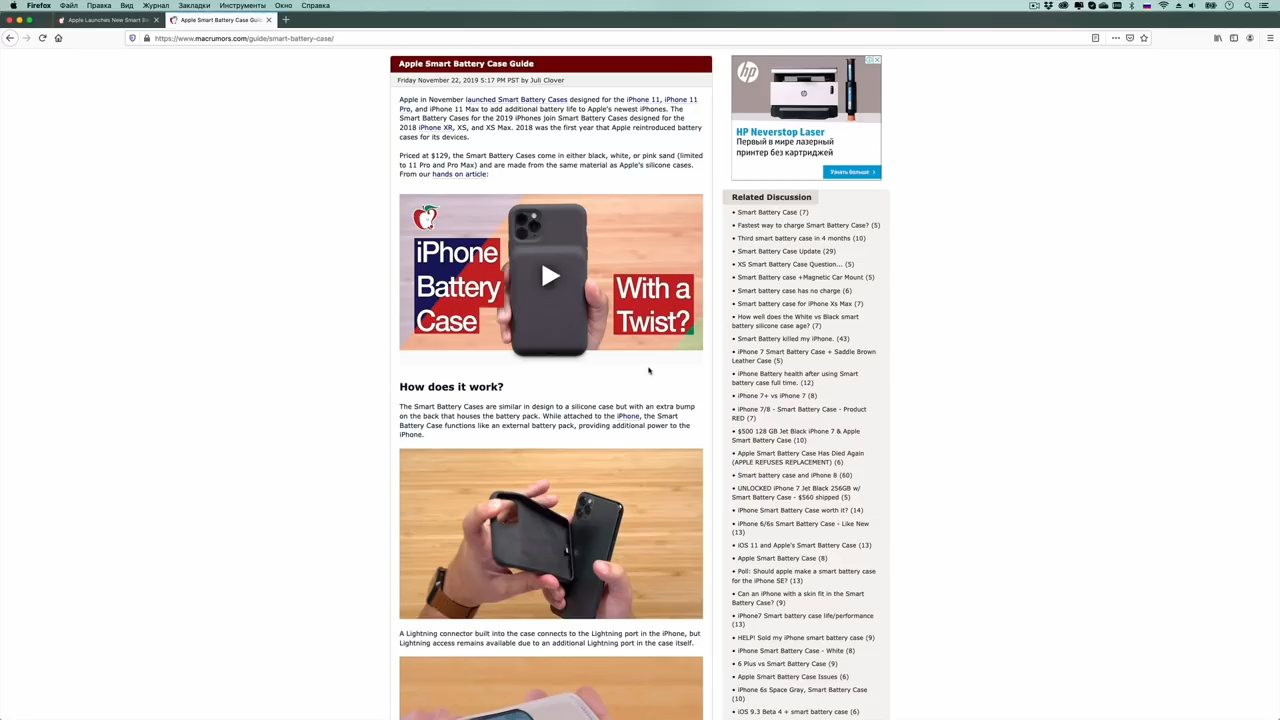 Firefox Файл Правка Вид Журнал Закладки Инструменты Окно Справка
Apple Launches New Smart Ba
Apple Smart Battery Case Guid
https://www.macrumors.com/guide/smart-battery-case/
Apple Smart Battery Case Guide
Friday November 22, 2019 5:17 PM PST by Juli Clover
Apple in November launched Smart Battery Cases designed for the iPhone 11, iPhone 11
Pro, and iPhone 11 Max to add additional battery life to Apple's newest iPhones. The
Smart Battery Cases for the 2019 iPhones join Smart Battery Cases designed for the
2018 iPhone XR, XS, and XS Max. 2018 was the first year that Apple reintroduced battery
cases for its devices.
Priced at $129, the Smart Battery Cases come in either black, white, or pink sand (limited
to 11 Pro and Pro Max) and are made from the same material as Apple's silicone cases.
From our hands on article:
iPhone
Battery
Case
With a
Twist?
How does it work?
The Smart Battery Cases are similar in design to a silicone case but with an extra bump
on the back that houses the battery pack. While attached to the iPhone, the Smart
Battery Case functions like an external battery pack, providing additional power to the
iPhone.
A Lightning connector built into the case connects to the Lightning port in the iPhone, but
Lightning access remains available due to an additional Lightning port in the case itself.
hp
HP Neverstop Laser
Первый в мире лазерный
принтер без картриджей
Узнать больше
Related Discussion
• Smart Battery Case (7)
• Fastest way to charge Smart Battery Case? (5)
• Third smart battery case in 4 months (10)
• Smart Battery Case Update (29)
• XS Smart Battery Case Question... (5)
• Smart Battery case +Magnetic Car Mount (5)
• Smart battery case has no charge (6)
• Smart battery case for iPhone Xs Max (7)
• How well does the White vs Black smart
battery silicone case age? (7)
• Smart Battery killed my iPhone. (43)
• iPhone 7 Smart Battery Case + Saddle Brown
Leather Case (5)
• iPhone Battery health after using Smart
battery case full time. (12)
• iPhone 7+ vs iPhone 7 (8)
• iPhone 7/8 - Smart Battery Case - Product
RED (7)
• $500 128 GB Jet Black iPhone 7 & Apple
Smart Battery Case (10)
• Apple Smart Battery Case Has Died Again
(APPLE REFUSES REPLACEMENT) (6)
• Smart battery case and iPhone 8 (60)
• UNLOCKED iPhone 7 Jet Black 256GB w/
Smart Battery Case - $560 shipped (5)
• iPhone Smart Battery Case worth it? (14)
• iPhone 6/6s Smart Battery Case - Like New
(13)
• iOS 11 and Apple's Smart Battery Case (13)
• Apple Smart Battery Case (8)
• Poll: Should apple make a smart battery case
for the iPhone SE? (13)
• Can an iPhone with a skin fit in the Smart
Battery Case? (9)
• iPhone7 Smart battery case life/performance
(13)
• HELP! Sold my iPhone smart battery case (9)
• iPhone Smart Battery Case - White (8)
• 6 Plus vs Smart Battery Case (9)
• Apple Smart Battery Case Issues (6)
• iPhone 6s Space Gray, Smart Battery Case
(10)
• iOS 9.3 Beta 4 + smart battery case (6)